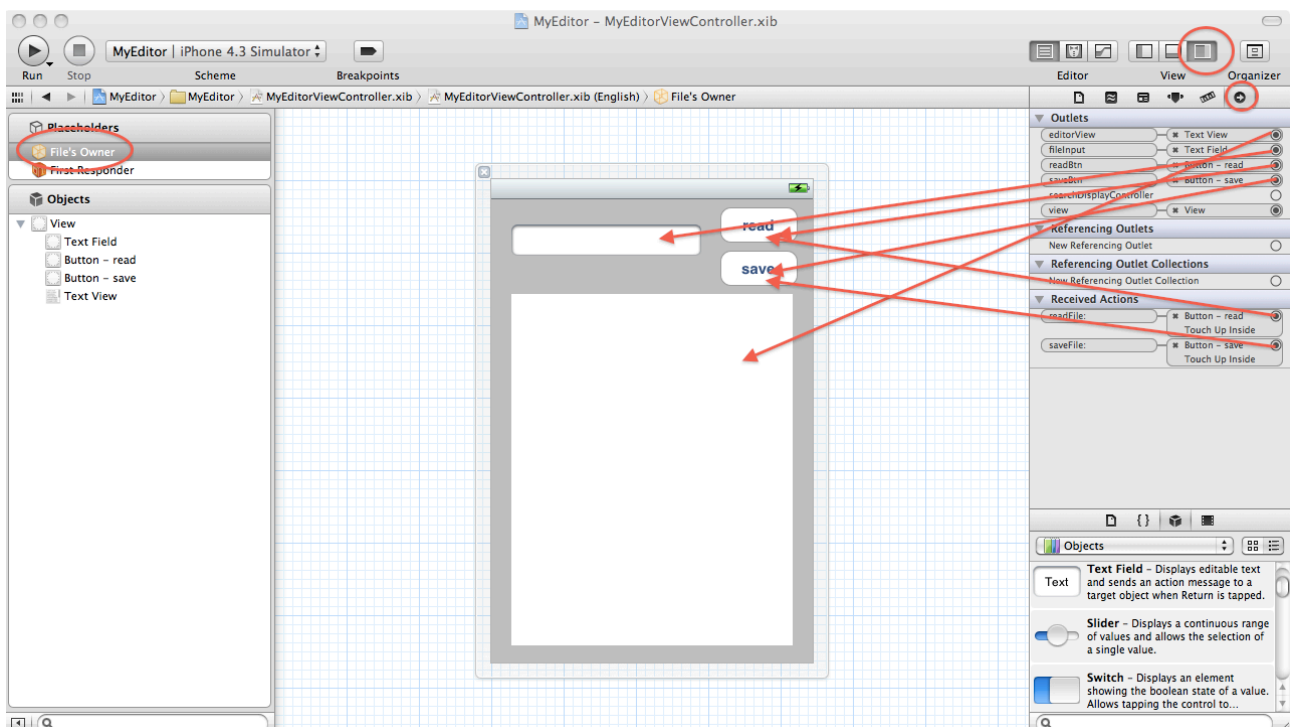 MyEditor – MyEditorViewController.xib
MyEditor | iPhone 4.3 Simulator
Run Stop Scheme Breakpoints Editor View Organizer
MyEditor MyEditor MyEditorViewController.xib MyEditorViewController.xib (English) File's Owner
Placeholders
File's Owner
First Responder
Objects
View
Text Field
Button – read
Button – save
Text View
read
save
Outlets
editorView Text View
fileInput Text Field
readBtn Button – read
saveBtn Button – save
searchDisplayController
view View
Referencing Outlets
New Referencing Outlet
Referencing Outlet Collections
New Referencing Outlet Collection
Received Actions
readFile: Button – read
Touch Up Inside
saveFile: Button – save
Touch Up Inside
{}
Objects
Text
Text Field – Displays editable text
and sends an action message to a
target object when Return is tapped.
Slider – Displays a continuous range
of values and allows the selection of
a single value.
Switch – Displays an element
showing the boolean state of a value.
Allows tapping the control to...